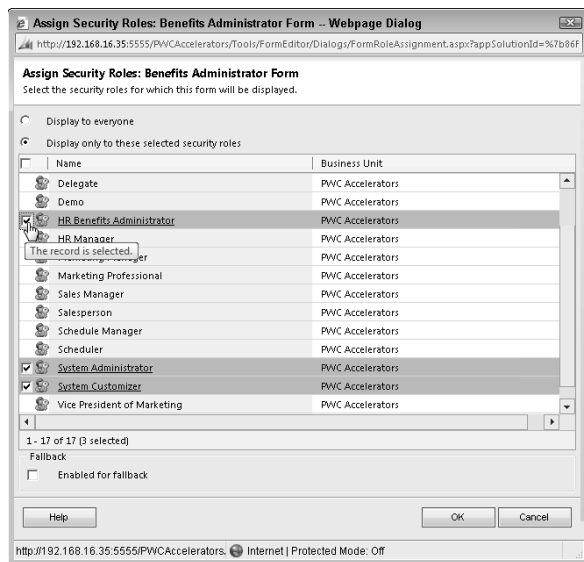 Assign Security Roles: Benefits Administrator Form -- Webpage Dialog
http://192.168.16.35:5555/PWCAccelerators/Tools/FormEditor/Dialogs/FormRoleAssignment.aspx?appSolutionId=%7b86F
Assign Security Roles: Benefits Administrator Form
Select the security roles for which this form will be displayed.
Display to everyone
Display only to these selected security roles
Name Business Unit
Delegate PWC Accelerators
Demo PWC Accelerators
HR Benefits Administrator PWC Accelerators
HR Manager PWC Accelerators
The record is selected.
PWC Accelerators
Marketing Professional PWC Accelerators
Sales Manager PWC Accelerators
Salesperson PWC Accelerators
Schedule Manager PWC Accelerators
Scheduler PWC Accelerators
System Administrator PWC Accelerators
System Customizer PWC Accelerators
Vice President of Marketing PWC Accelerators
1 - 17 of 17 (3 selected)
Fallback
Enabled for fallback
Help OK Cancel
http://192.168.16.35:5555/PWCAccelerators. Internet | Protected Mode: Off